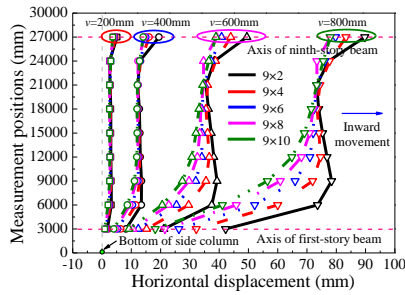 v=200mm v=400mm v=600mm v=800mm
30000
27000
24000
21000
18000
15000
12000
9000
6000
3000
0
Measurement positions (mm)
Axis of ninth-story beam
9×2
9×4
9×6
9×8
9×10
Inward
movement
Bottom of side column
Axis of first-story beam
-10 0 10 20 30 40 50 60 70 80 90 100
Horizontal displacement (mm)